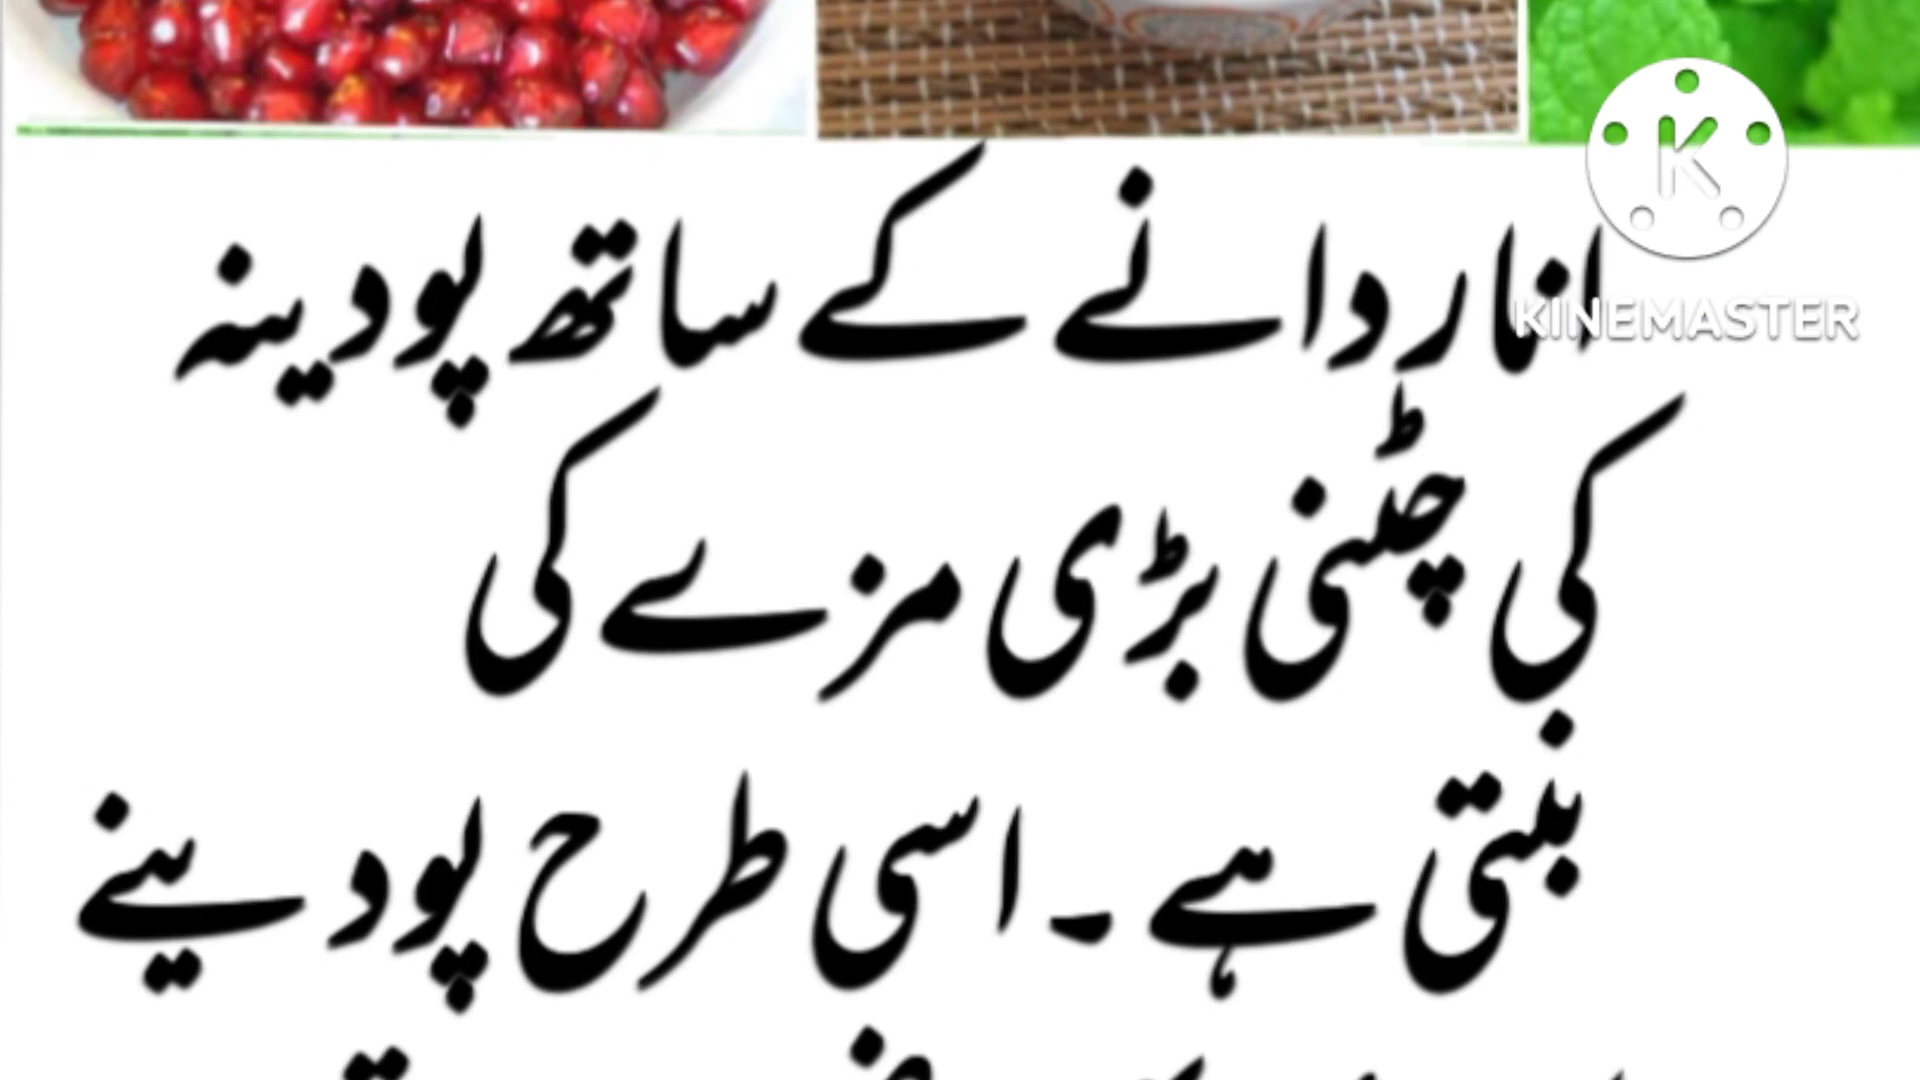 انار دانے کے ساتھ پودینہ
کی چٹنی بڑی مزے کی
بنتی ہے۔ اسی طرح پودینے
KINEMASTER